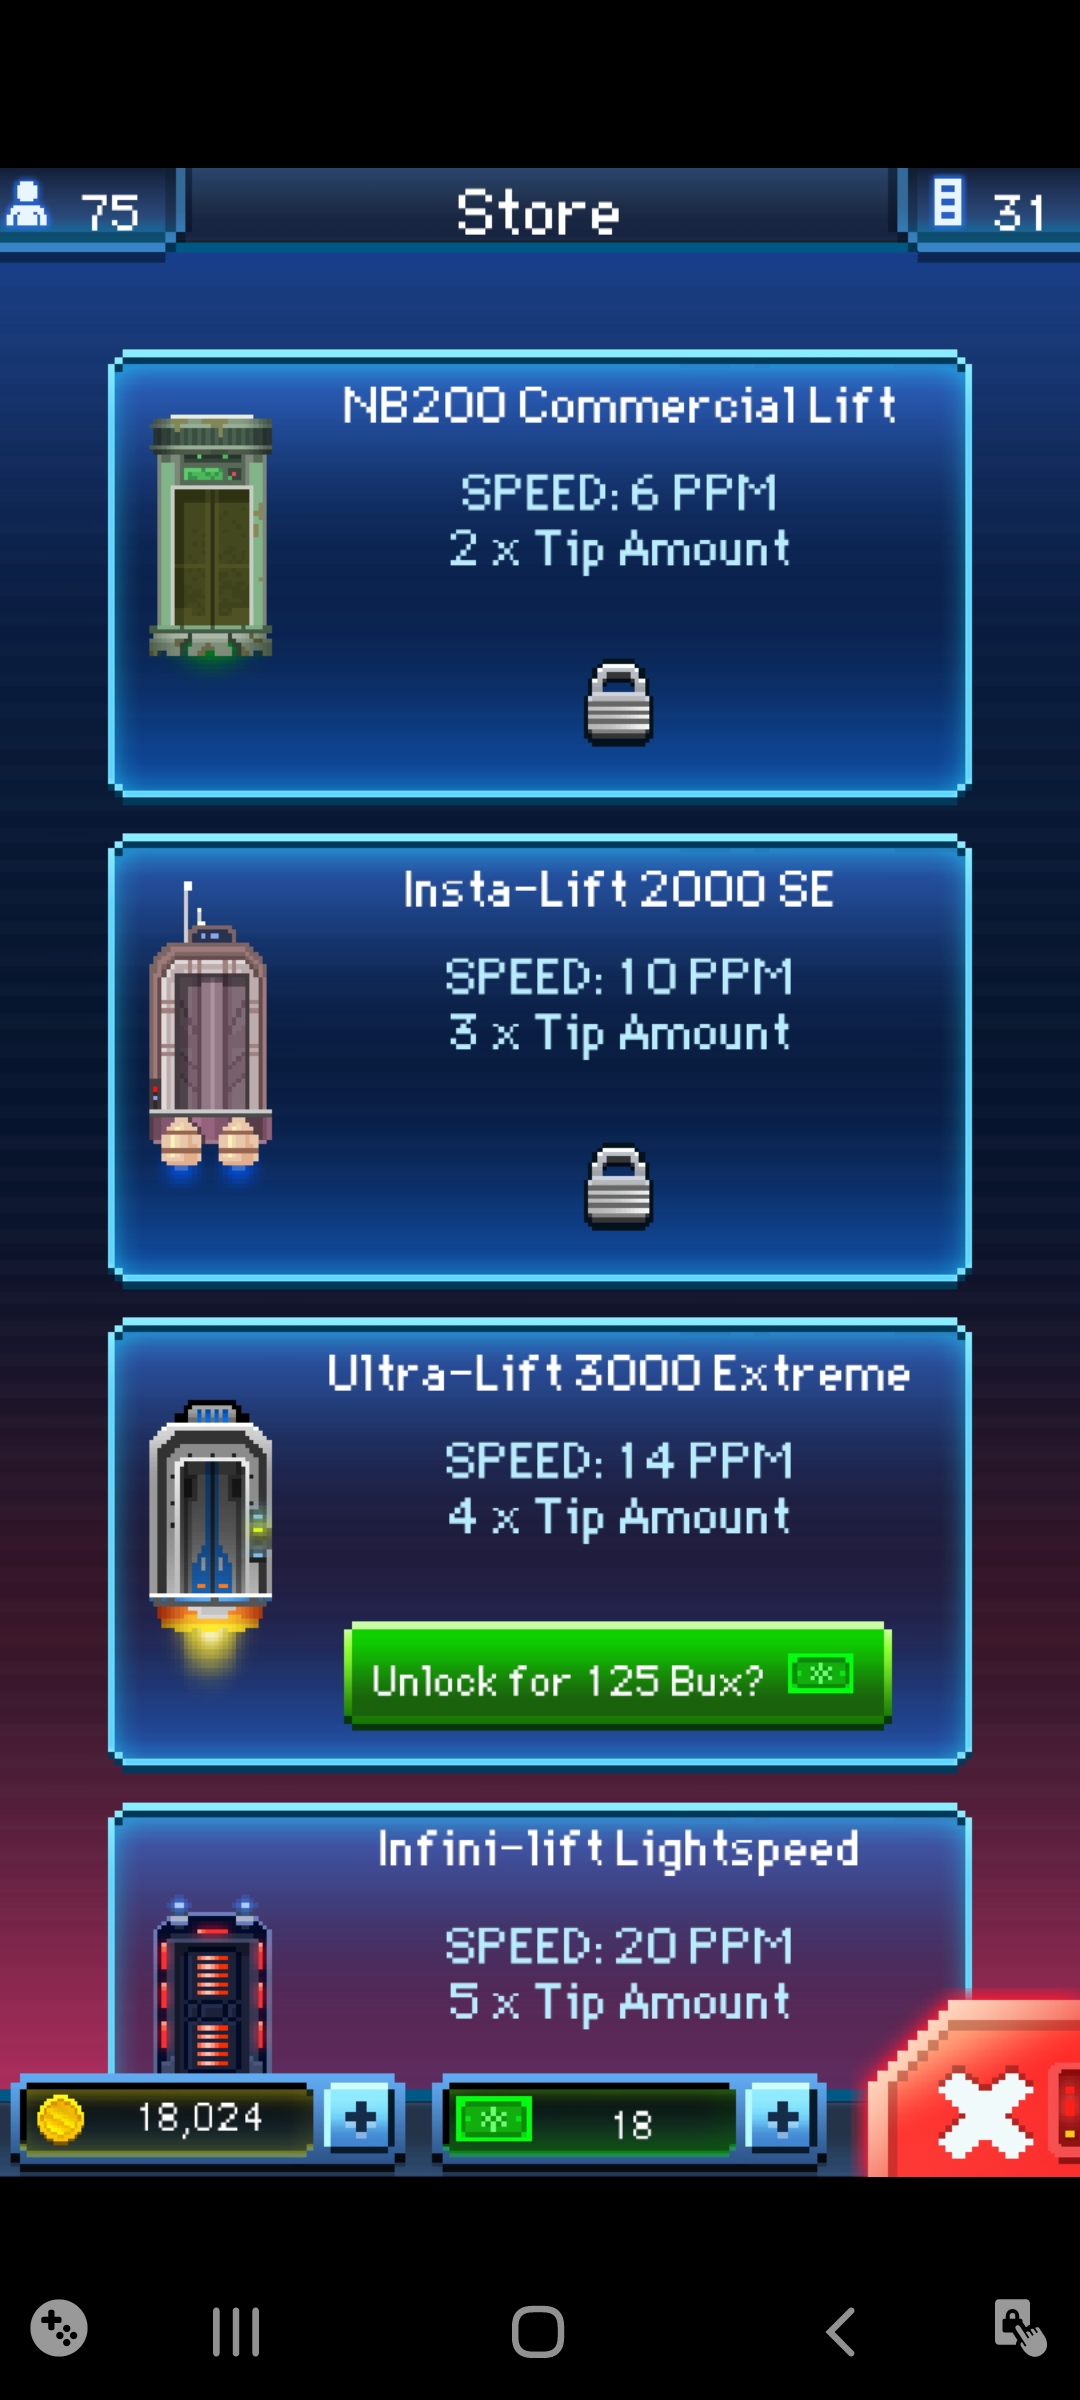 75
Store
31
NB200 Commercial Lift
SPEED: 6 PPM
2 x Tip Amount
Insta-Lift 2000 SE
SPEED: 10 PPM
3 x Tip Amount
Ultra-Lift 3000 Extreme
SPEED: 14 PPM
4 x Tip Amount
Unlock for 125 Bux?
Infini-lift Lightspeed
SPEED: 20 PPM
5 x Tip Amount
18,024
18